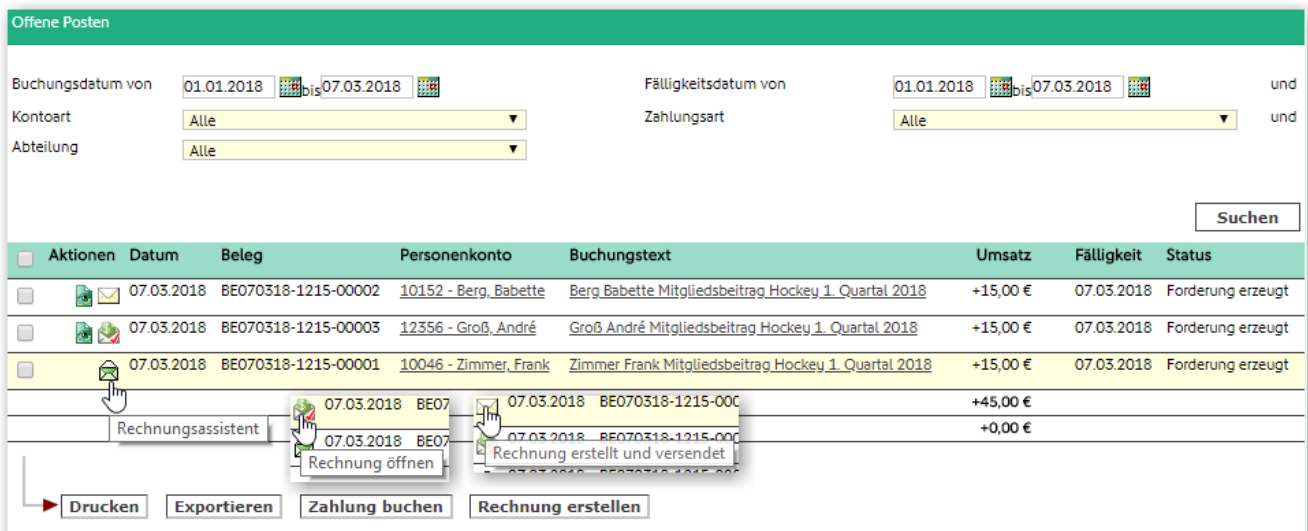 Offene Posten
Buchungsdatum von 01.01.2018 bis 07.03.2018 Fälligkeitsdatum von 01.01.2018 bis 07.03.2018 und
Kontoart Alle Zahlungsart Alle und
Abteilung Alle
Suchen
Aktionen Datum Beleg Personenkonto Buchungstext Umsatz Fälligkeit Status
07.03.2018 BE070318-1215-00002 10152 - Berg, Babette Berg Babette Mitgliedsbeitrag Hockey 1. Quartal 2018 +15,00 € 07.03.2018 Forderung erzeugt
07.03.2018 BE070318-1215-00003 12356 - Groß, André Groß André Mitgliedsbeitrag Hockey 1. Quartal 2018 +15,00 € 07.03.2018 Forderung erzeugt
07.03.2018 BE070318-1215-00001 10046 - Zimmer, Frank Zimmer Frank Mitgliedsbeitrag Hockey 1. Quartal 2018 +15,00 € 07.03.2018 Forderung erzeugt
+45,00 €
+0,00 €
Rechnungsassistent
07.03.2018 BE07
07.03.2018 BE07
Rechnung öffnen
07.03.2018 BE070318-1215-000
07.03.2018 BE070318-1215-000
Rechnung erstellt und versendet
Drucken Exportieren Zahlung buchen Rechnung erstellen